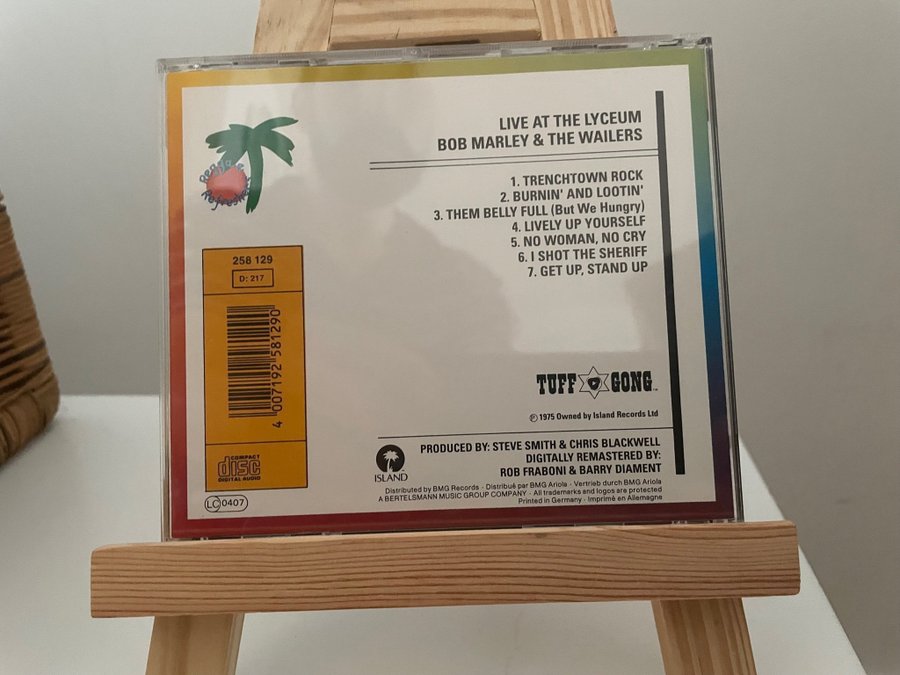 LIVE AT THE LYCEUM
BOB MARLEY & THE WAILERS
1. TRENCHTOWN ROCK
2. BURNIN' AND LOOTIN'
3. THEM BELLY FULL (But We Hungry)
4. LIVELY UP YOURSELF
5. NO WOMAN, NO CRY
6. I SHOT THE SHERIFF
7. GET UP, STAND UP
Reggae
Refreshers
258 129
D: 217
4 007192 581290
COMPACT
disc
DIGITAL AUDIO
LC 0407
TUFF GONG™
℗ 1975 Owned by Island Records Ltd
ISLAND
PRODUCED BY: STEVE SMITH & CHRIS BLACKWELL
DIGITALLY REMASTERED BY:
ROB FRABONI & BARRY DIAMENT
Distributed by BMG Records · Distribué par BMG Ariola · Vertrieb durch BMG Ariola
A BERTELSMANN MUSIC GROUP COMPANY · All trademarks and logos are protected
Printed in Germany · Imprimé en Allemagne